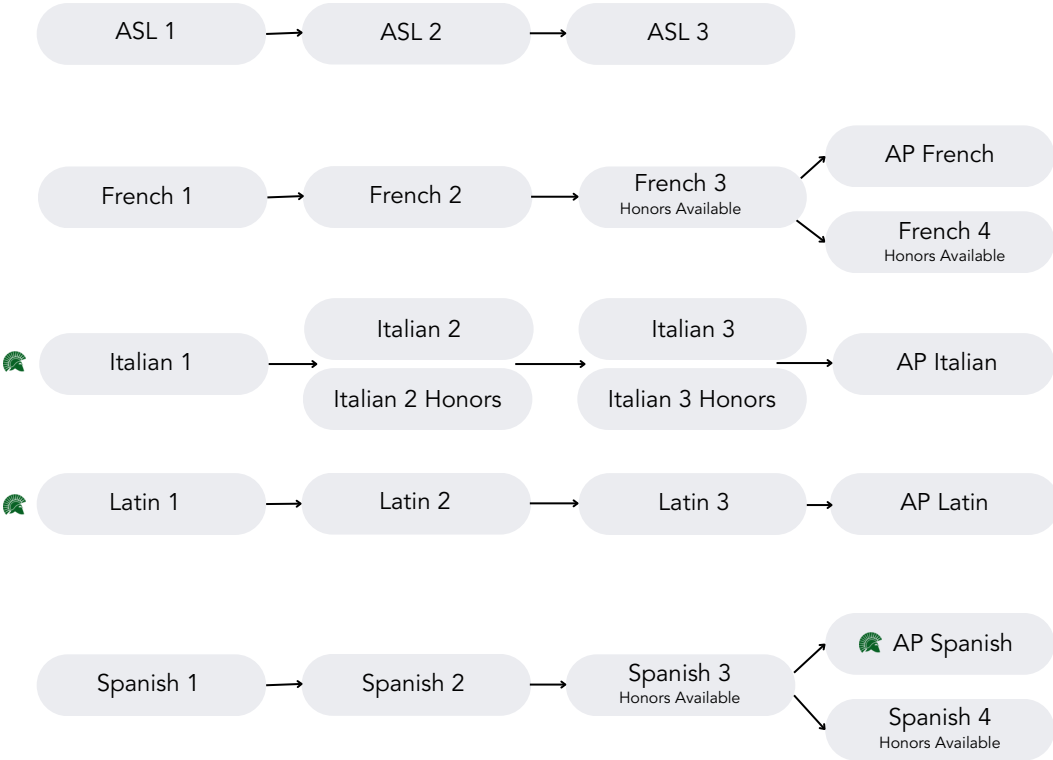 ASL 1
ASL 2
ASL 3
French 1
French 2
French 3
Honors Available
AP French
French 4
Honors Available
Italian 1
Italian 2
Italian 2 Honors
Italian 3
Italian 3 Honors
AP Italian
Latin 1
Latin 2
Latin 3
AP Latin
Spanish 1
Spanish 2
Spanish 3
Honors Available
AP Spanish
Spanish 4
Honors Available